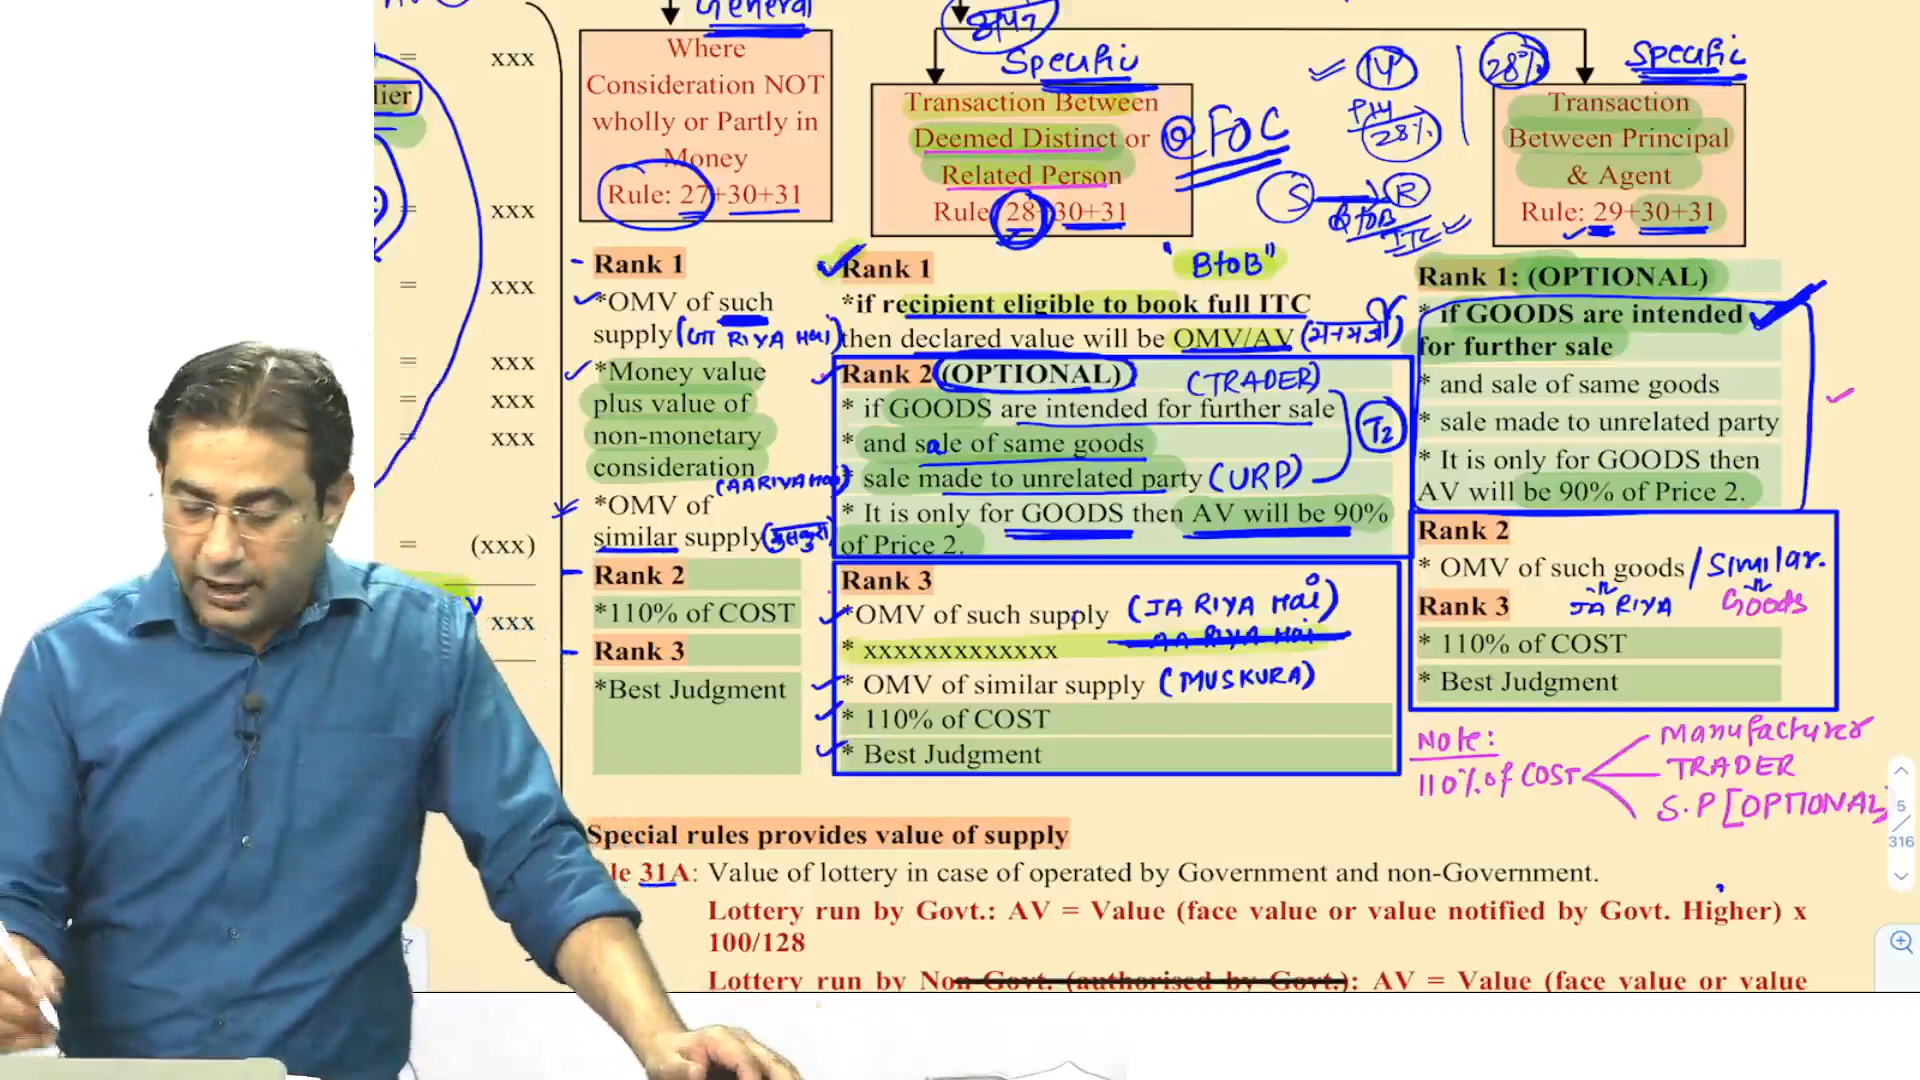 General
Where
Consideration NOT
wholly or Partly in
Money
Rule: 27+30+31
Specific
Transaction Between
Deemed Distinct or
Related Person
Rule 28+30+31
@FOC
14
28%
S
R
BtoB
ITC
28%
Specific
Transaction
Between Principal
& Agent
Rule: 29+30+31
= xxx
lier
= xxx
= xxx
= xxx
xxx
xxx
= (xxx)
xxx
Rank 1
*OMV of such
supply
*Money value
plus value of
non-monetary
consideration
*OMV of
similar supply
Rank 2
*110% of COST
Rank 3
*Best Judgment
Rank 1 "BtoB"
*if recipient eligible to book full ITC
then declared value will be OMV/AV
Rank 2 (OPTIONAL) (TRADER)
* if GOODS are intended for further sale
* and sale of same goods
* sale made to unrelated party (URP)
T2
* It is only for GOODS then AV will be 90%
of Price 2.
Rank 3
*OMV of such supply (JA RIYA Hai)
* xxxxxxxxxxxxx
* OMV of similar supply (MUSKURA)
* 110% of COST
* Best Judgment
Rank 1: (OPTIONAL)
* if GOODS are intended
for further sale
* and sale of same goods
* sale made to unrelated party
* It is only for GOODS then
AV will be 90% of Price 2.
Rank 2
* OMV of such goods / Similar.
JA RIYA Goods
Rank 3
* 110% of COST
* Best Judgment
Note:
110% of COST
Manufacturer
TRADER
S.P [OPTIONAL]
5
316
Special rules provides value of supply
le 31A: Value of lottery in case of operated by Government and non-Government.
Lottery run by Govt.: AV = Value (face value or value notified by Govt. Higher) x
100/128
Lottery run by Non-Govt. (authorised by Govt.): AV = Value (face value or value